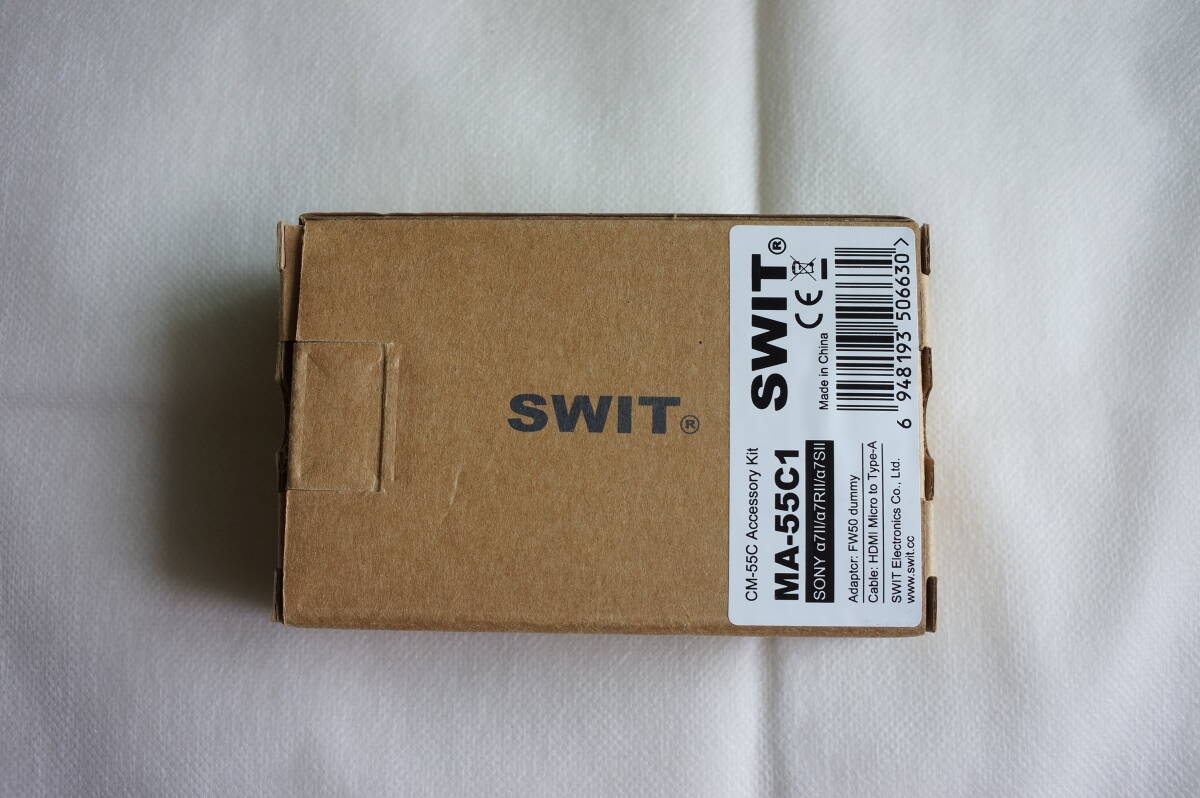 SWIT®
CM-55C Accessory Kit
MA-55C1
SONY α7II/α7RII/α7SII
Adaptor: FW50 dummy
Cable: HDMI Micro to Type-A
SWIT Electronics Co., Ltd.
www.swit.cc
SWIT®
CE
Made in China
6 948193 506630 >